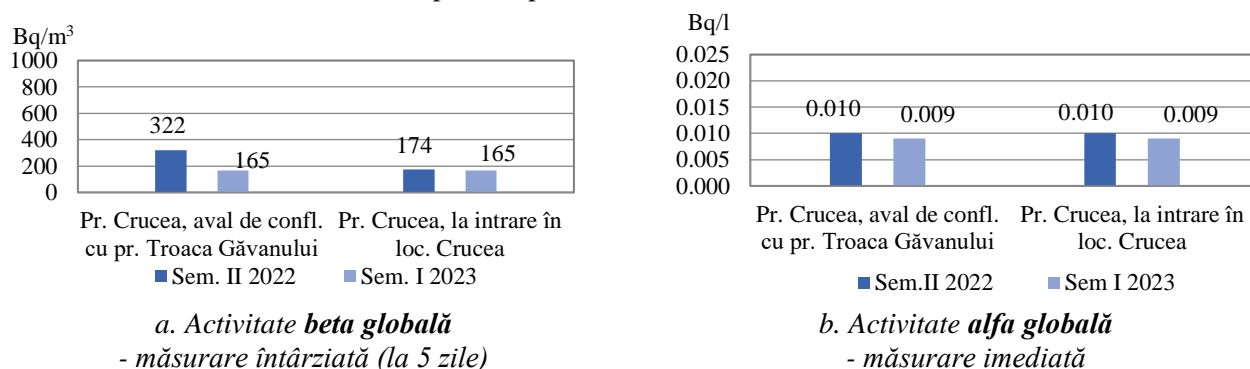 Bq/m³
1000
800
600
400
200
0
322
165
174
165
Pr. Crucea, aval de confl.
cu pr. Troaca Găvanului
Pr. Crucea, la intrare în
loc. Crucea
Sem. II 2022
Sem. I 2023
a. Activitate beta globală
- măsurare întârziată (la 5 zile)
Bq/l
0.025
0.020
0.015
0.010
0.005
0.000
0.010
0.009
0.010
0.009
Pr. Crucea, aval de confl.
cu pr. Troaca Găvanului
Pr. Crucea, la intrare în
loc. Crucea
Sem.II 2022
Sem I 2023
b. Activitate alfa globală
- măsurare imediată